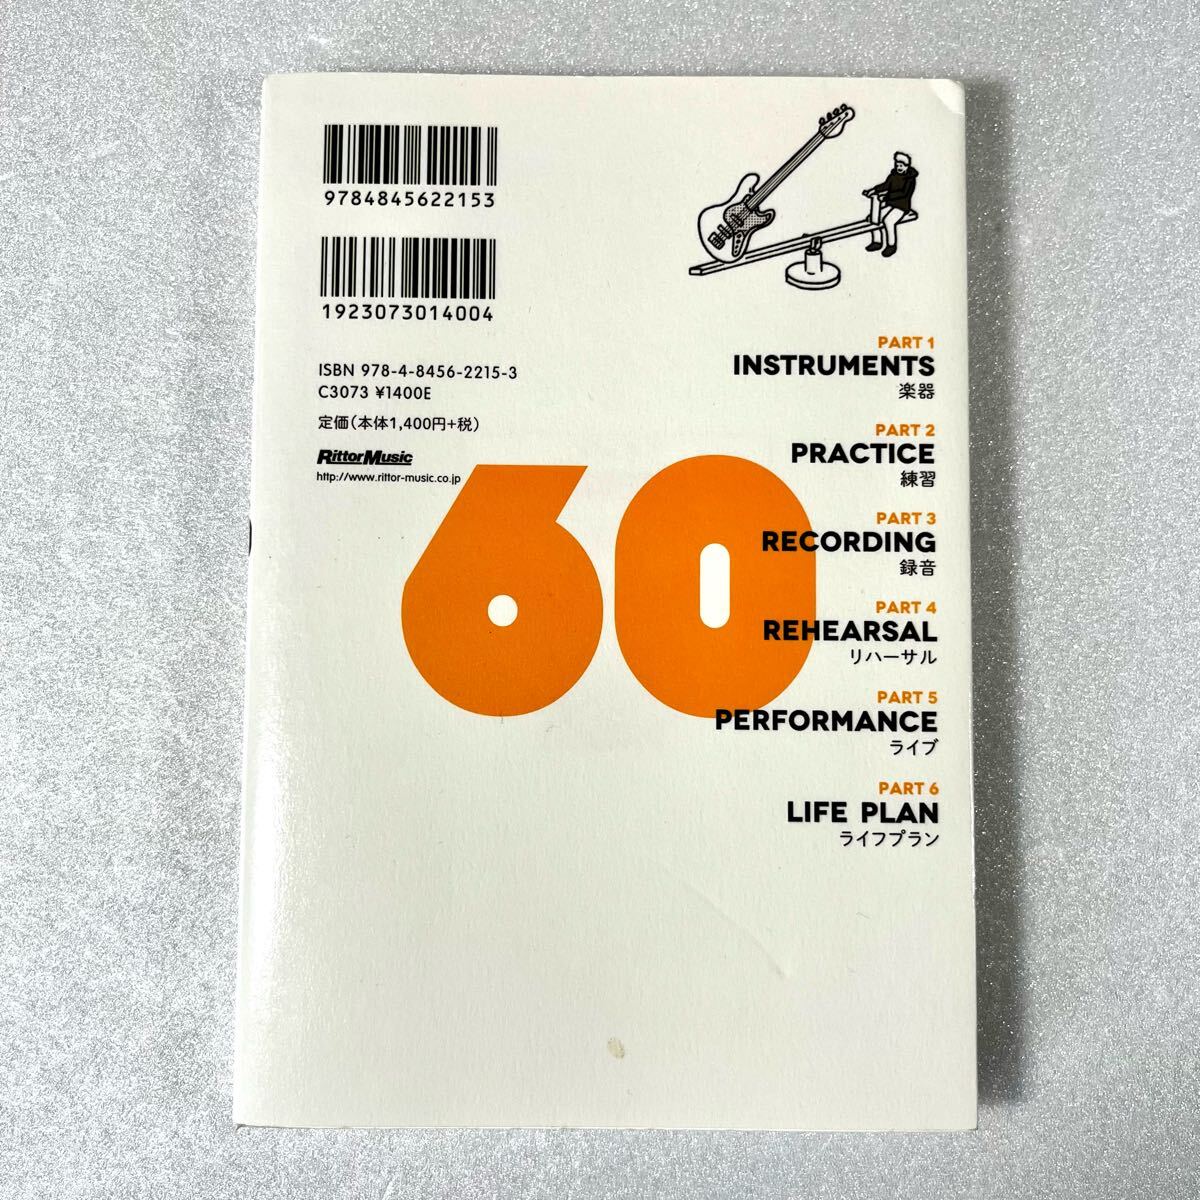 9784845622153
1923073014004
ISBN 978-4-8456-2215-3
C3073 ¥1400E
定価(本体1,400円+税)
RittorMusic
http://www.rittor-music.co.jp
60
PART 1
INSTRUMENTS
楽器
PART 2
PRACTICE
練習
PART 3
RECORDING
録音
PART 4
REHEARSAL
リハーサル
PART 5
PERFORMANCE
ライブ
PART 6
LIFE PLAN
ライフプラン